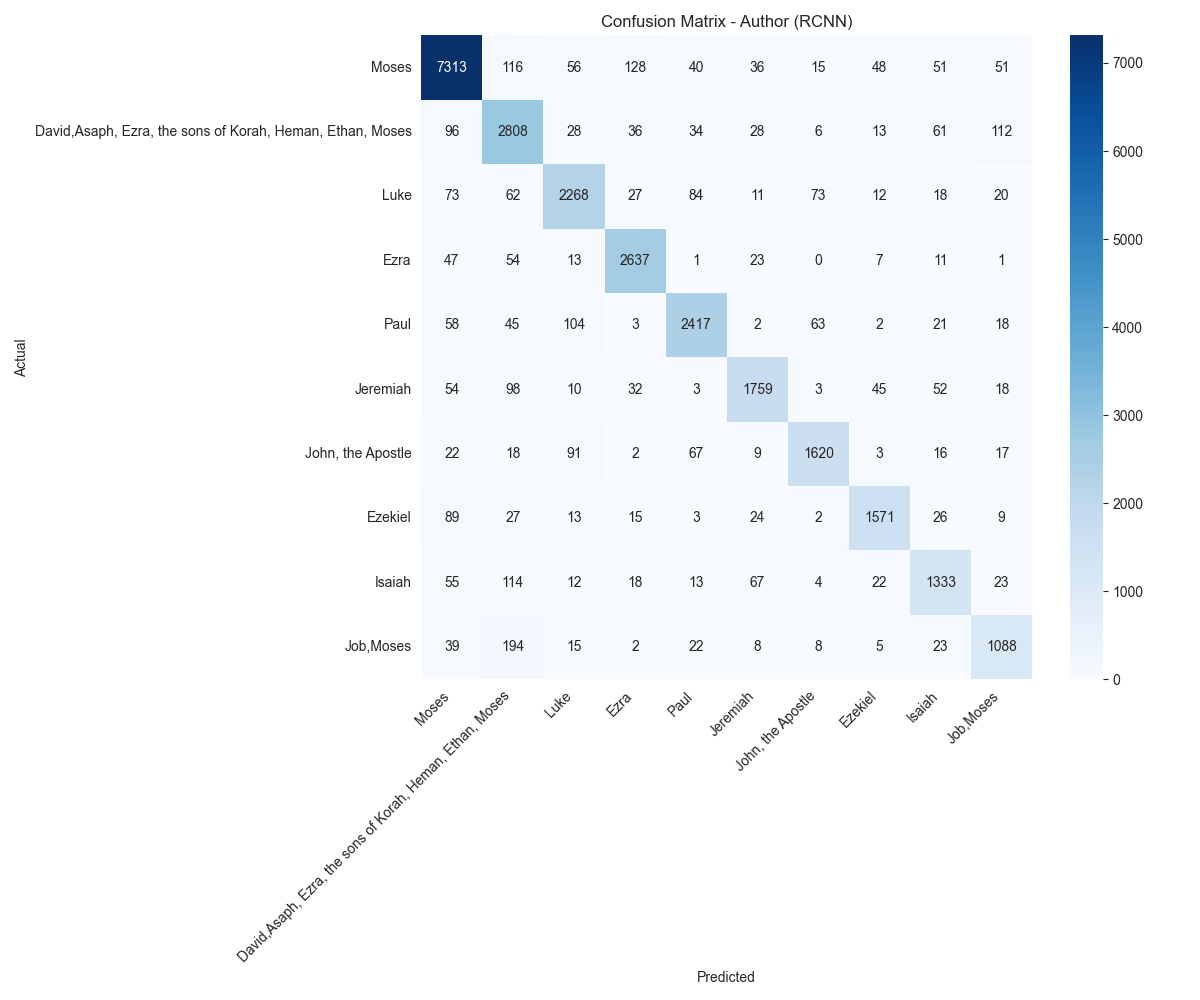 Confusion Matrix - Author (RCNN)
Moses 7313 116 56 128 40 36 15 48 51 51
David,Asaph, Ezra, the sons of Korah, Heman, Ethan, Moses 96 2808 28 36 34 28 6 13 61 112
Luke 73 62 2268 27 84 11 73 12 18 20
Ezra 47 54 13 2637 1 23 0 7 11 1
Paul 58 45 104 3 2417 2 63 2 21 18
Jeremiah 54 98 10 32 3 1759 3 45 52 18
John, the Apostle 22 18 91 2 67 9 1620 3 16 17
Ezekiel 89 27 13 15 3 24 2 1571 26 9
Isaiah 55 114 12 18 13 67 4 22 1333 23
Job,Moses 39 194 15 2 22 8 8 5 23 1088
Actual
Moses
David,Asaph, Ezra, the sons of Korah, Heman, Ethan, Moses
Luke
Ezra
Paul
Jeremiah
John, the Apostle
Ezekiel
Isaiah
Job,Moses
Predicted
7000
6000
5000
4000
3000
2000
1000
0